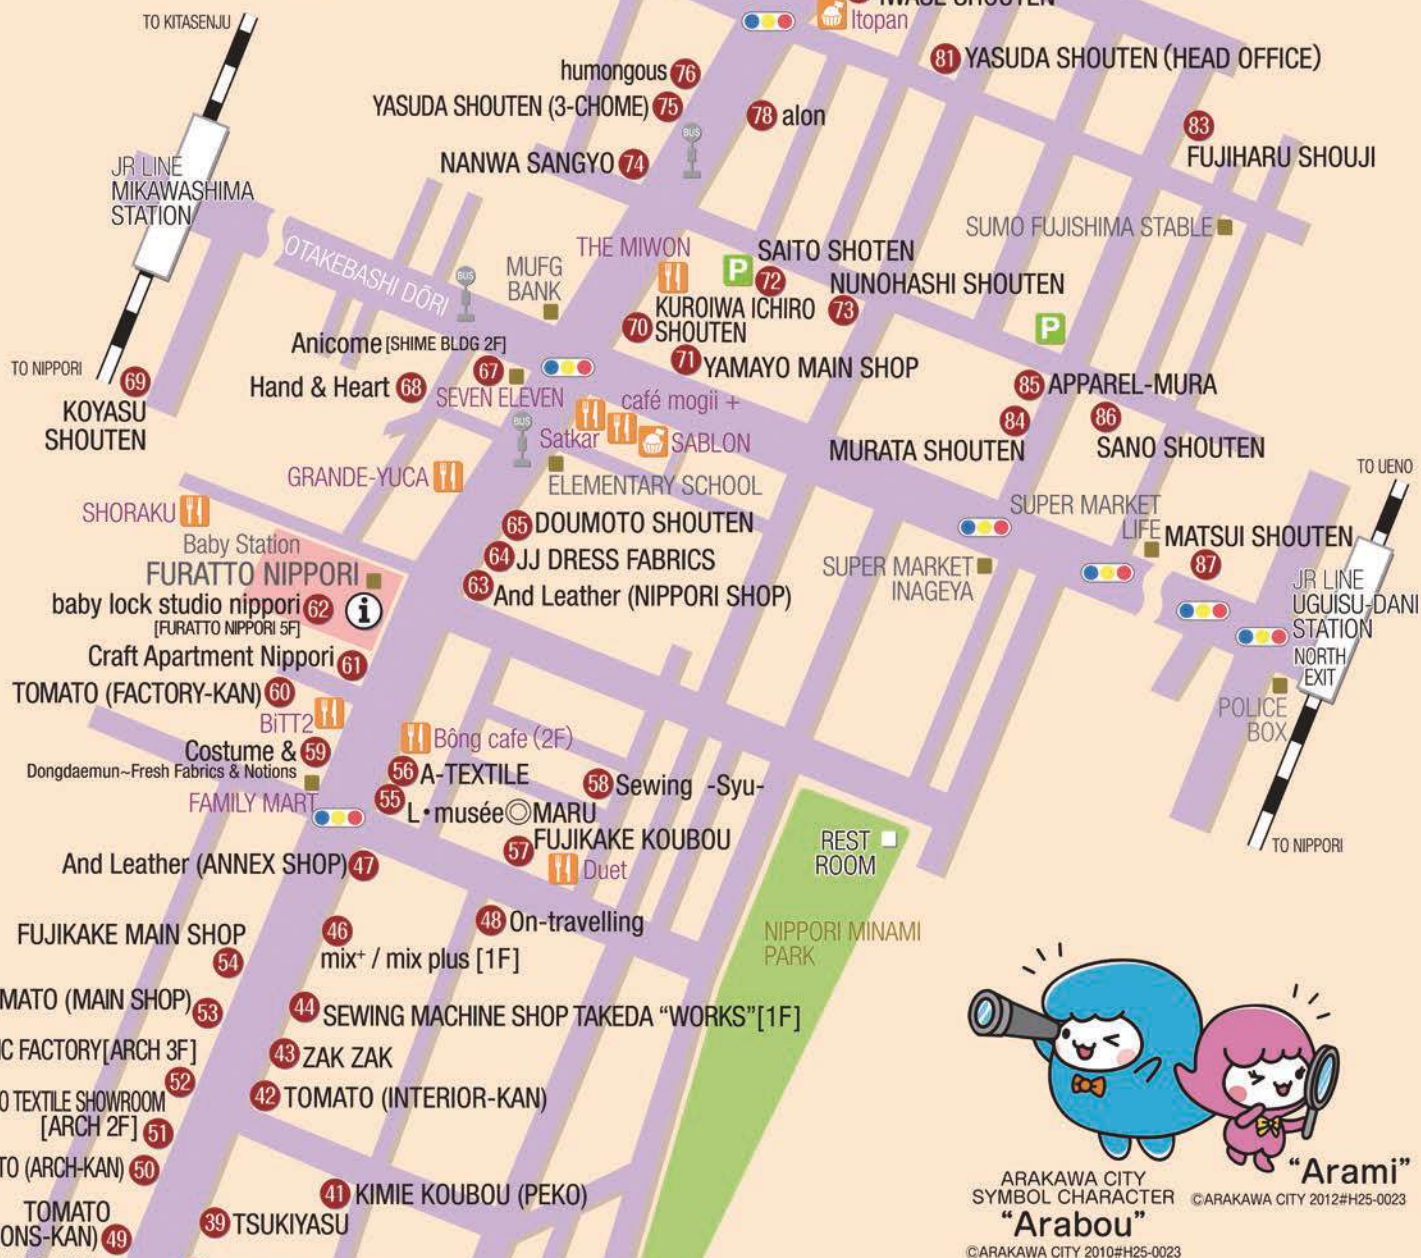 IWASE SHOUTEN
TO KITASENJU
Itopan
81 YASUDA SHOUTEN (HEAD OFFICE)
humongous 76
YASUDA SHOUTEN (3-CHOME) 75
BUS
78 alon
83
FUJIHARU SHOUJI
NANWA SANGYO 74
JR LINE
MIKAWASHIMA
STATION
SUMO FUJISHIMA STABLE
OTAKEBASHI DŌRI
BUS
MUFG
BANK
THE MIWON
P
SAITO SHOTEN
72
NUNOHASHI SHOUTEN
73
KUROIWA ICHIRO
70 SHOUTEN
P
Anicome [SHIME BLDG 2F]
67
71 YAMAYO MAIN SHOP
TO NIPPORI
69
KOYASU
SHOUTEN
Hand & Heart 68
SEVEN ELEVEN
café mogii +
85 APPAREL-MURA
84
MURATA SHOUTEN
86
SANO SHOUTEN
BUS
Satkar
SABLON
ELEMENTARY SCHOOL
GRANDE-YUCA
TO UENO
SHORAKU
SUPER MARKET
LIFE
MATSUI SHOUTEN
87
65 DOUMOTO SHOUTEN
64 JJ DRESS FABRICS
63 And Leather (NIPPORI SHOP)
SUPER MARKET
INAGEYA
JR LINE
UGUISU-DANI
STATION
NORTH
EXIT
Baby Station
FURATTO NIPPORI
baby lock studio nippori 62
[FURATTO NIPPORI 5F]
i
Craft Apartment Nippori 61
TOMATO (FACTORY-KAN) 60
BiTT2
POLICE
BOX
Costume & 59
Dongdaemun~Fresh Fabrics & Notions
FAMILY MART
Bông cafe (2F)
56 A-TEXTILE
55
L•musée◎MARU
58 Sewing -Syu-
57 FUJIKAKE KOUBOU
Duet
REST
ROOM
TO NIPPORI
And Leather (ANNEX SHOP) 47
48 On-travelling
NIPPORI MINAMI
PARK
FUJIKAKE MAIN SHOP
54
46
mix+ / mix plus [1F]
MATO (MAIN SHOP) 53
44 SEWING MACHINE SHOP TAKEDA “WORKS”[1F]
IC FACTORY[ARCH 3F]
52
43 ZAK ZAK
O TEXTILE SHOWROOM
[ARCH 2F] 51
42 TOMATO (INTERIOR-KAN)
TO (ARCH-KAN) 50
41 KIMIE KOUBOU (PEKO)
TOMATO
ONS-KAN) 49
39 TSUKIYASU
ARAKAWA CITY
SYMBOL CHARACTER
“Arabou”
©ARAKAWA CITY 2010#H25-0023
“Arami”
©ARAKAWA CITY 2012#H25-0023